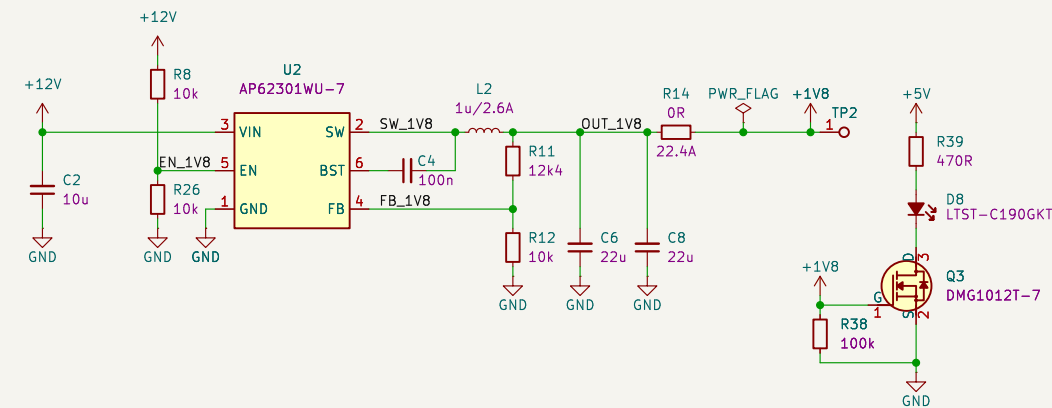 +12V
+12V
R8
10k
U2
AP62301WU-7
L2
1u/2.6A
R14
0R
22.4A
PWR_FLAG
+1V8
TP2
1
+5V
R39
470R
3
VIN
SW
2
SW_1V8
OUT_1V8
EN_1V8
5
EN
BST
6
C4
100n
R11
12k4
C2
10u
R26
10k
1
GND
FB
4
FB_1V8
D8
LTST-C190GKT
R12
10k
C6
22u
C8
22u
GND
GND
GND
GND
GND
GND
+1V8
D
3
G
1
S
2
Q3
DMG1012T-7
R38
100k
GND